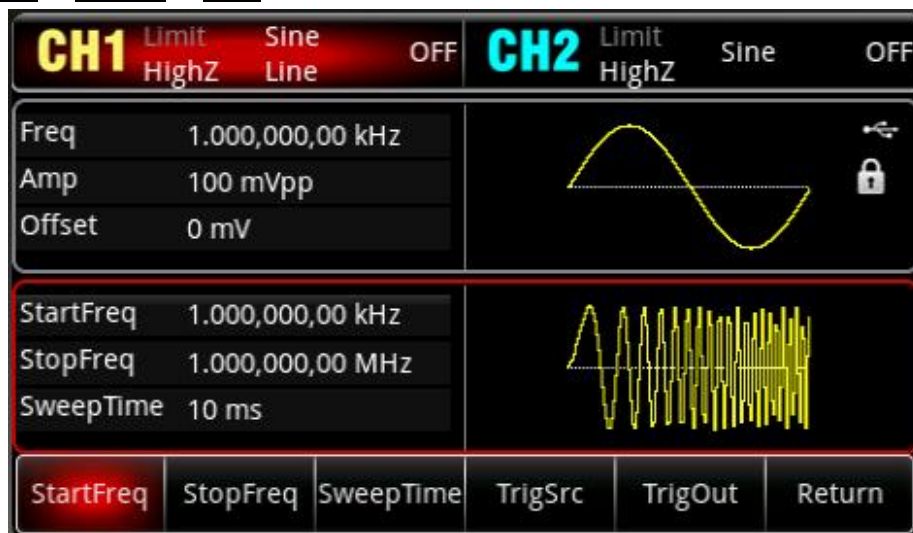 CH1 Limit Sine OFF CH2 Limit Sine OFF
HighZ Line HighZ
Freq 1.000,000,00 kHz
Amp 100 mVpp
Offset 0 mV
StartFreq 1.000,000,00 kHz
StopFreq 1.000,000,00 MHz
SweepTime 10 ms
StartFreq StopFreq SweepTime TrigSrc TrigOut Return